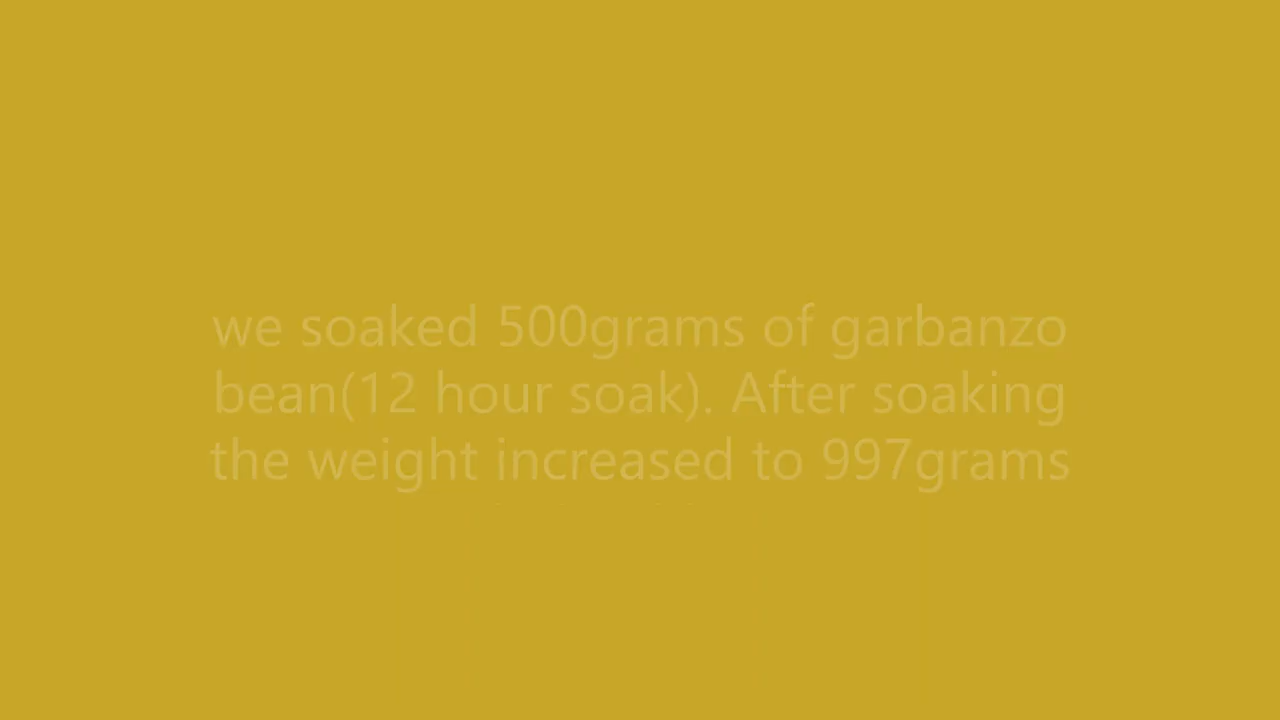 we soaked 500grams of garbanzo
bean(12 hour soak). After soaking
the weight increased to 997grams